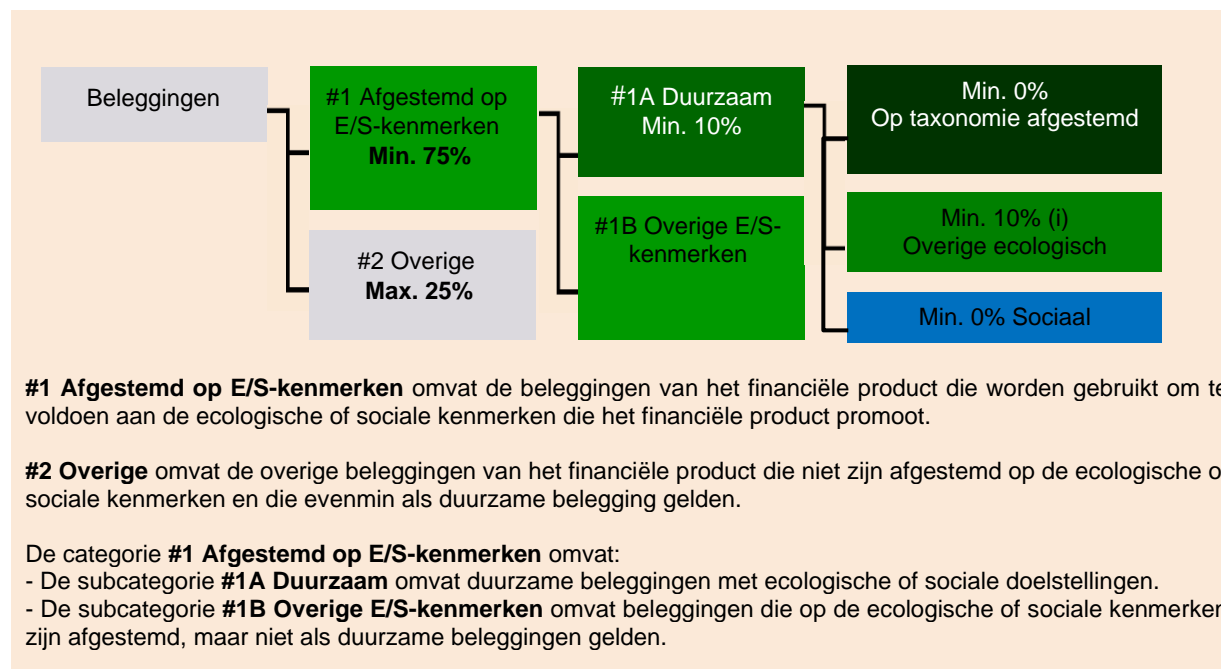 Beleggingen
#1 Afgestemd op
E/S-kenmerken
Min. 75%
#2 Overige
Max. 25%
#1A Duurzaam
Min. 10%
#1B Overige E/S-
kenmerken
Min. 0%
Op taxonomie afgestemd
Min. 10% (i)
Overige ecologisch
Min. 0% Sociaal
#1 Afgestemd op E/S-kenmerken omvat de beleggingen van het financiële product die worden gebruikt om te
voldoen aan de ecologische of sociale kenmerken die het financiële product promoot.
#2 Overige omvat de overige beleggingen van het financiële product die niet zijn afgestemd op de ecologische o
sociale kenmerken en die evenmin als duurzame belegging gelden.
De categorie #1 Afgestemd op E/S-kenmerken omvat:
- De subcategorie #1A Duurzaam omvat duurzame beleggingen met ecologische of sociale doelstellingen.
- De subcategorie #1B Overige E/S-kenmerken omvat beleggingen die op de ecologische of sociale kenmerken
zijn afgestemd, maar niet als duurzame beleggingen gelden.